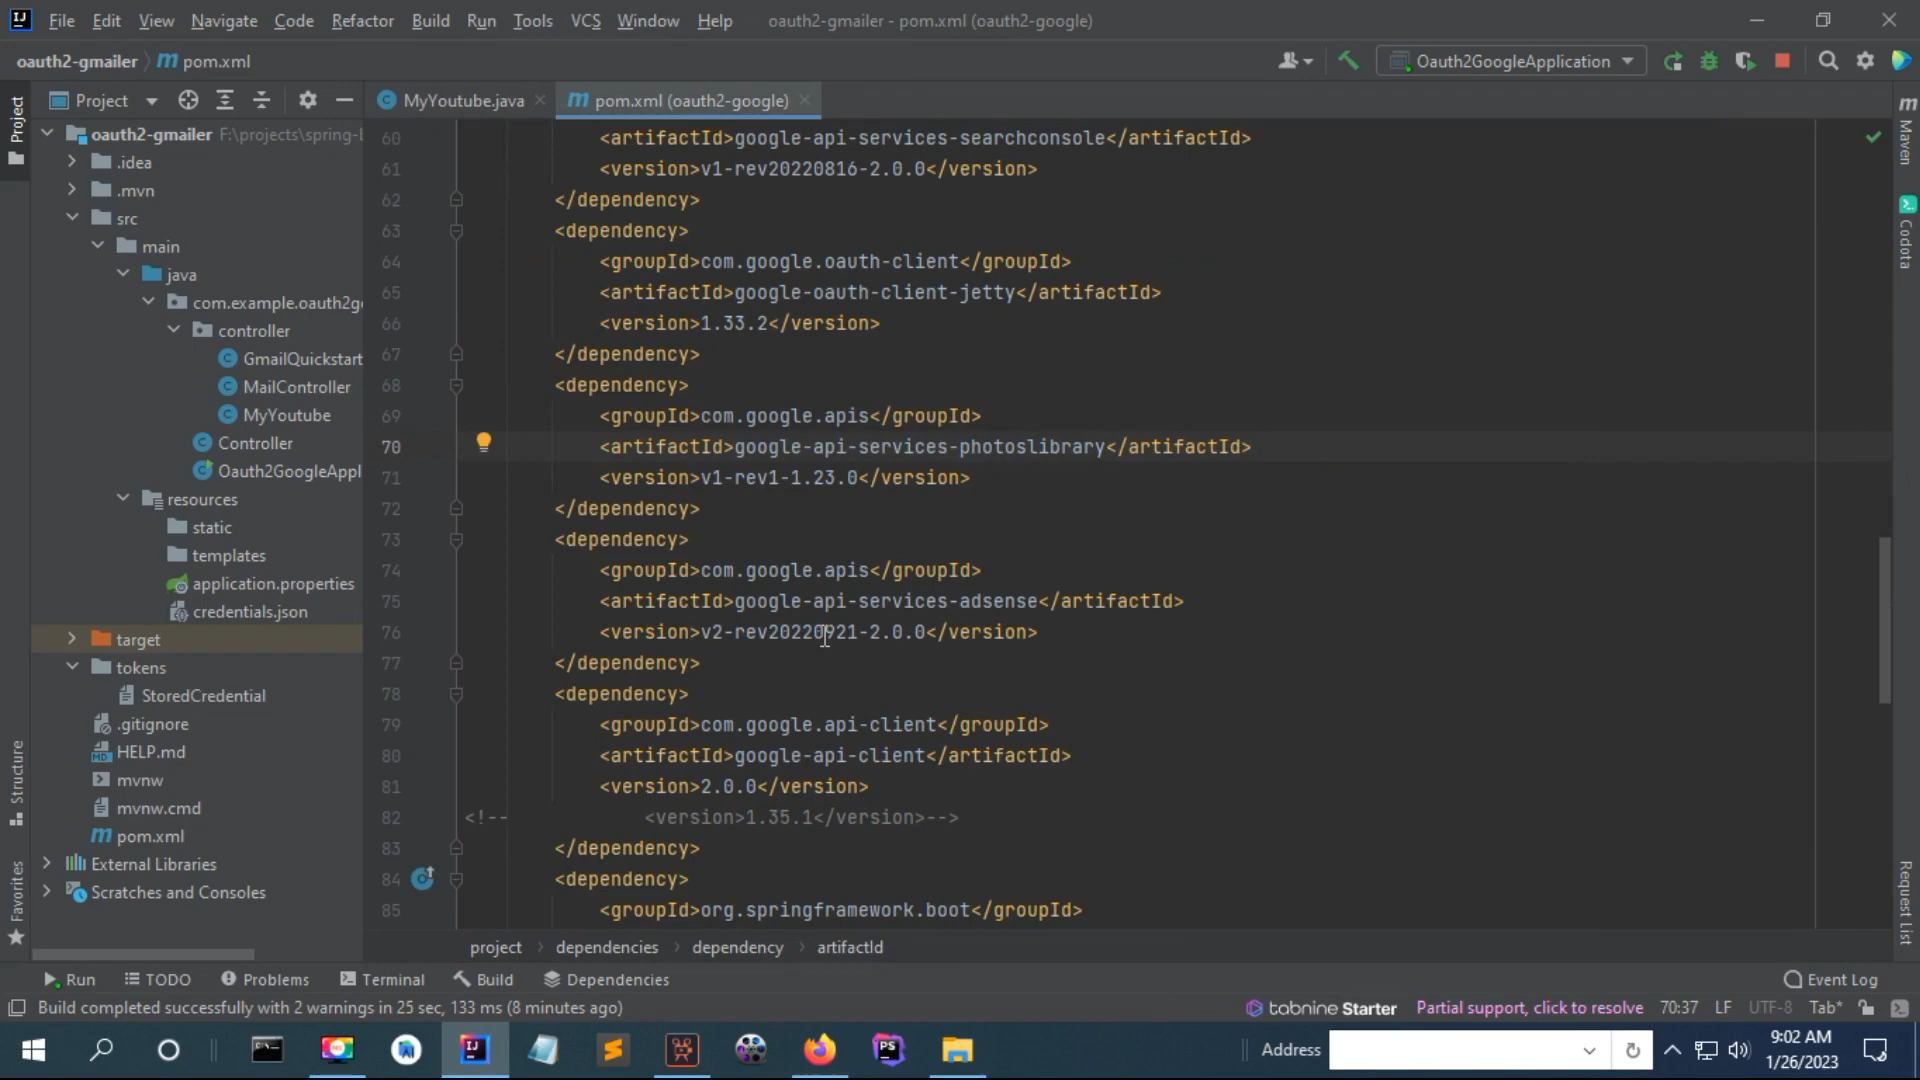 File Edit View Navigate Code Refactor Build Run Tools VCS Window Help oauth2-gmailer - pom.xml (oauth2-google)
oauth2-gmailer pom.xml Oauth2GoogleApplication
Project MyYoutube.java pom.xml (oauth2-google)
oauth2-gmailer F:\projects\spring-b
.idea
.mvn
src
main
java
com.example.oauth2g
controller
GmailQuickstart
MailController
MyYoutube
Controller
Oauth2GoogleAppl
resources
static
templates
application.properties
credentials.json
target
tokens
StoredCredential
.gitignore
HELP.md
mvnw
mvnw.cmd
pom.xml
External Libraries
Scratches and Consoles
Project
Structure
Favorites
60 <artifactId>google-api-services-searchconsole</artifactId>
61 <version>v1-rev20220816-2.0.0</version>
62 </dependency>
63 <dependency>
64 <groupId>com.google.oauth-client</groupId>
65 <artifactId>google-oauth-client-jetty</artifactId>
66 <version>1.33.2</version>
67 </dependency>
68 <dependency>
69 <groupId>com.google.apis</groupId>
70 <artifactId>google-api-services-photoslibrary</artifactId>
71 <version>v1-rev1-1.23.0</version>
72 </dependency>
73 <dependency>
74 <groupId>com.google.apis</groupId>
75 <artifactId>google-api-services-adsense</artifactId>
76 <version>v2-rev20220921-2.0.0</version>
77 </dependency>
78 <dependency>
79 <groupId>com.google.api-client</groupId>
80 <artifactId>google-api-client</artifactId>
81 <version>2.0.0</version>
82 <!-- <version>1.35.1</version>-->
83 </dependency>
84 <dependency>
85 <groupId>org.springframework.boot</groupId>
project dependencies dependency artifactId
Maven
Codota
Request List
Run TODO Problems Terminal Build Dependencies Event Log
Build completed successfully with 2 warnings in 25 sec, 133 ms (8 minutes ago) tabnine Starter Partial support, click to resolve 70:37 LF UTF-8 Tab*
Address 9:02 AM
1/26/2023